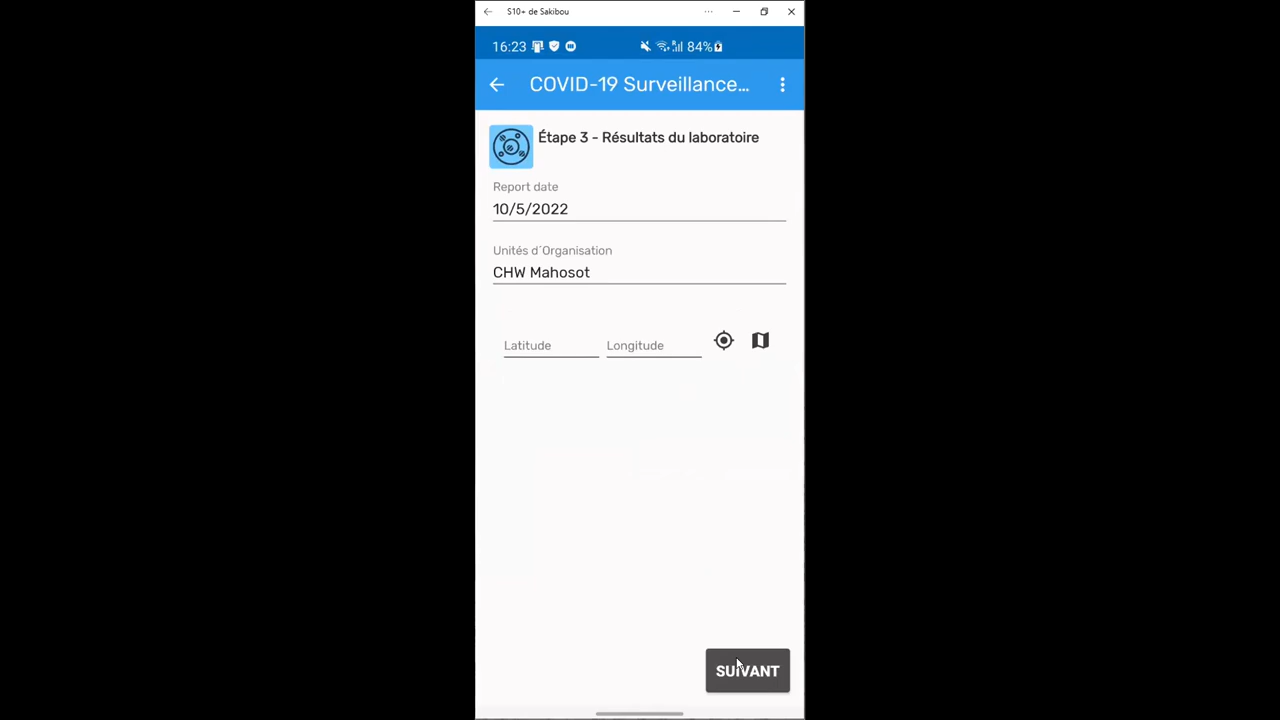 S10+ de Sakibou
16:23 84%
COVID-19 Surveillance...
Étape 3 - Résultats du laboratoire
Report date
10/5/2022
Unités d´Organisation
CHW Mahosot
Latitude Longitude
SUIVANT